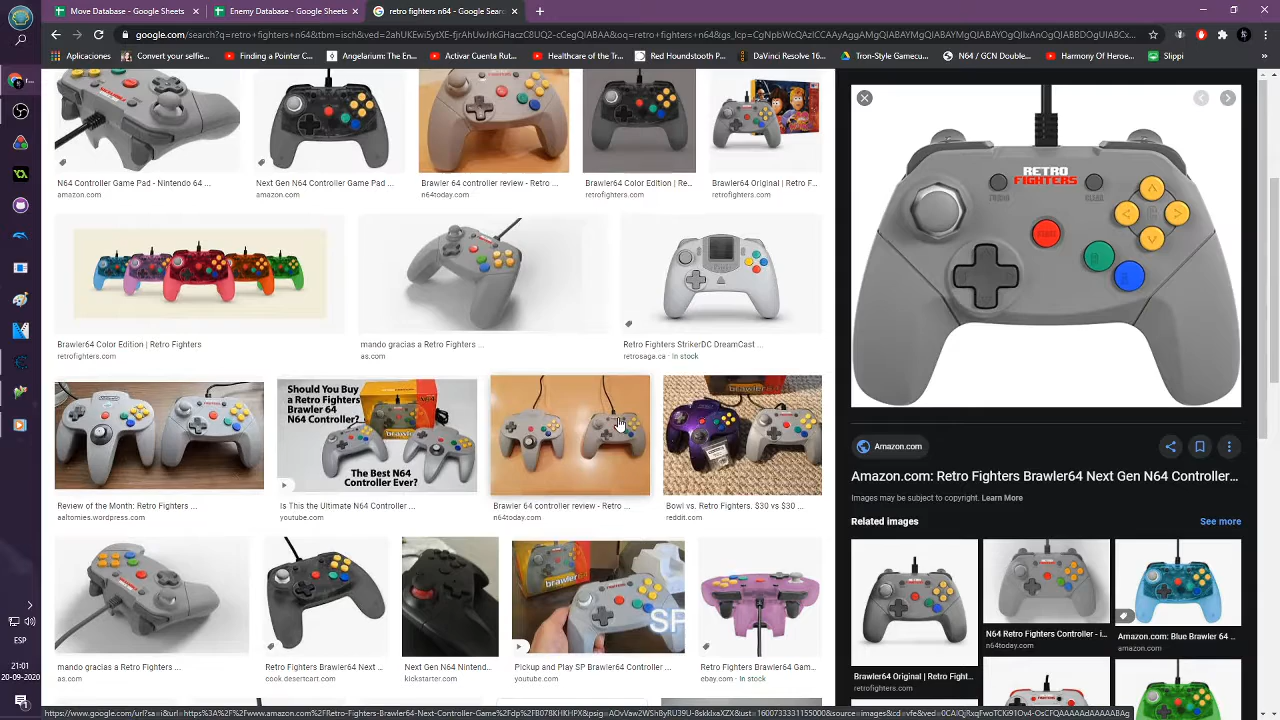 Move Database - Google Sheets
Enemy Database - Google Sheets
retro fighters n64 - Google Sear
Aplicaciones
(11) your_selfie...
Finding a Pointer C...
Angelarium: The En...
Activar Cuenta Rut...
Healthcare of the Tr...
Red Houndstooth P...
DaVinci Resolve 16...
Tron-Style Gamecu...
N64 / GCN Double...
Harmony Of Heroe...
Slippi
N64 Controller Game Pad - Nintendo 64 ...
amazon.com
Next Gen N64 Controller Game Pad ...
amazon.com
Brawler 64 controller review - Retro ...
n64today.com
Brawler64 Color Edition | Re...
retrofighters.com
Brawler64 Original | Retro F...
retrofighters.com
Brawler64 Color Edition | Retro Fighters
retrofighters.com
mando gracias a Retro Fighters ...
as.com
Retro Fighters StrikerDC DreamCast ...
retrosaga.ca - In stock
Should You Buy
a Retro Fighters
Brawler 64
N64 Controller?
The Best N64
Controller Ever?
Review of the Month: Retro Fighters ...
aaltomies.wordpress.com
Is This the Ultimate N64 Controller ...
youtube.com
Brawler 64 controller review - Retro ...
n64today.com
Bowl vs. Retro Fighters. $30 vs $30 ...
reddit.com
brawler64
SP
mando gracias a Retro Fighters ...
as.com
Retro Fighters Brawler64 Next ...
cook.desertcart.com
Next Gen N64 Nintend...
kickstarter.com
Pickup and Play SP Brawler64 Controller ...
youtube.com
Retro Fighters Brawler64 Gam...
ebay.com - In stock
RETRO
FIGHTERS
TURBO
CLEAR
START
B
A
Amazon.com
Amazon.com: Retro Fighters Brawler64 Next Gen N64 Controller...
Images may be subject to copyright. Learn More
Related images
See more
Brawler64 Original | Retro Fight...
retrofighters.com
N64 Retro Fighters Controller - i...
n64today.com
Amazon.com: Blue Brawler 64 ...
amazon.com
ESP
21:01
20-09-2020